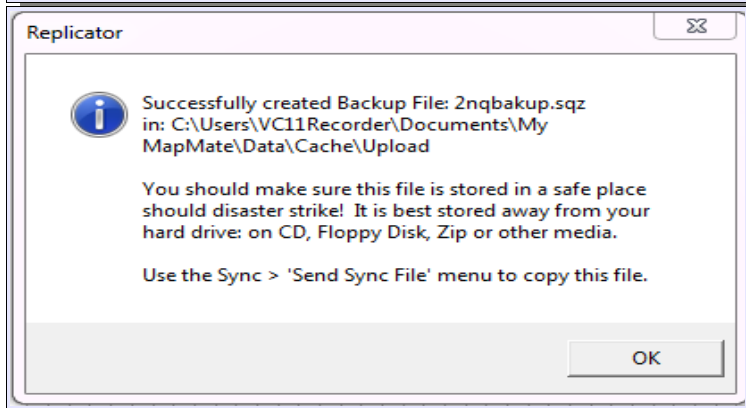 Replicator
Successfully created Backup File: 2nqbakup.sqz
in: C:\Users\VC11Recorder\Documents\My
MapMate\Data\Cache\Upload
You should make sure this file is stored in a safe place
should disaster strike!  It is best stored away from your
hard drive: on CD, Floppy Disk, Zip or other media.
Use the Sync > 'Send Sync File' menu to copy this file.
OK